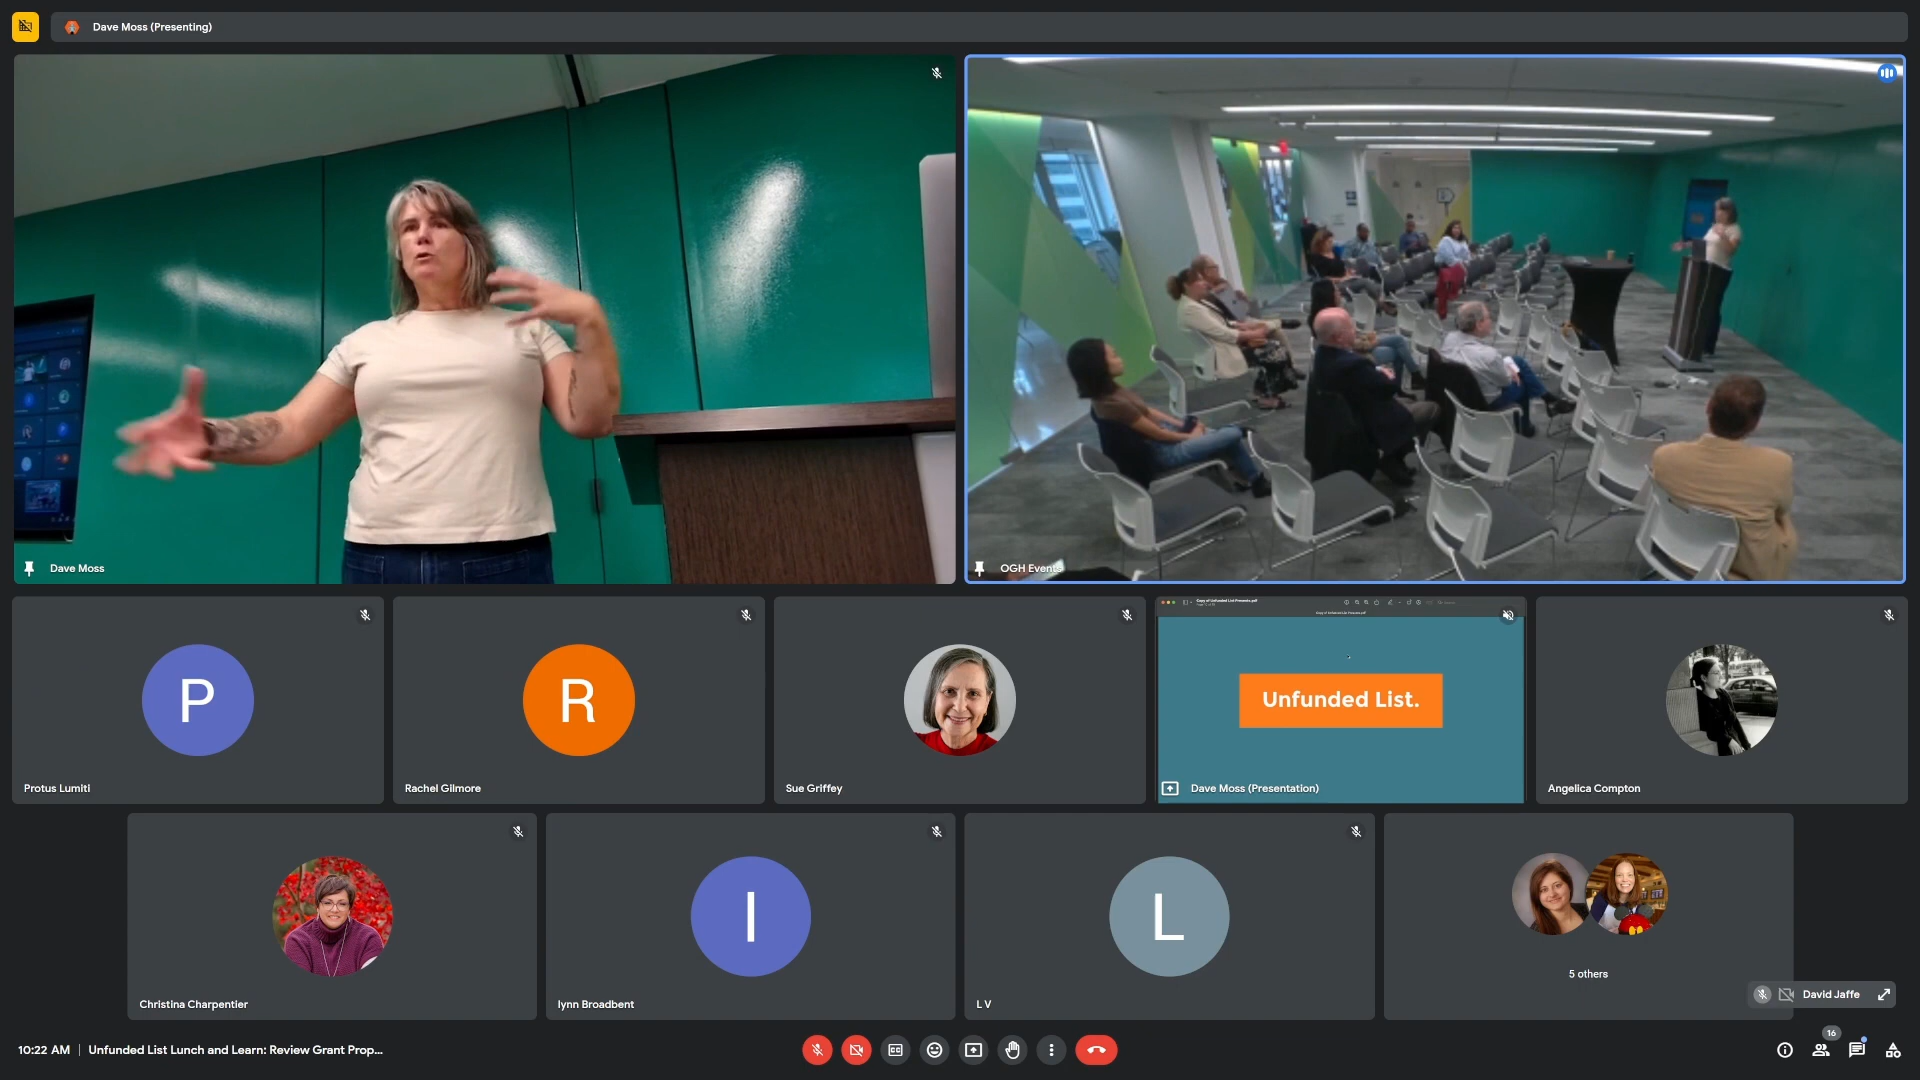 Dave Moss (Presenting)
Dave Moss
OGH Events
P
Protus Lumiti
R
Rachel Gilmore
Sue Griffey
Unfunded List.
Dave Moss (Presentation)
Angelica Compton
Christina Charpentier
l
lynn Broadbent
L
L V
5 others
David Jaffe
10:22 AM | Unfunded List Lunch and Learn: Review Grant Prop...
CC
16